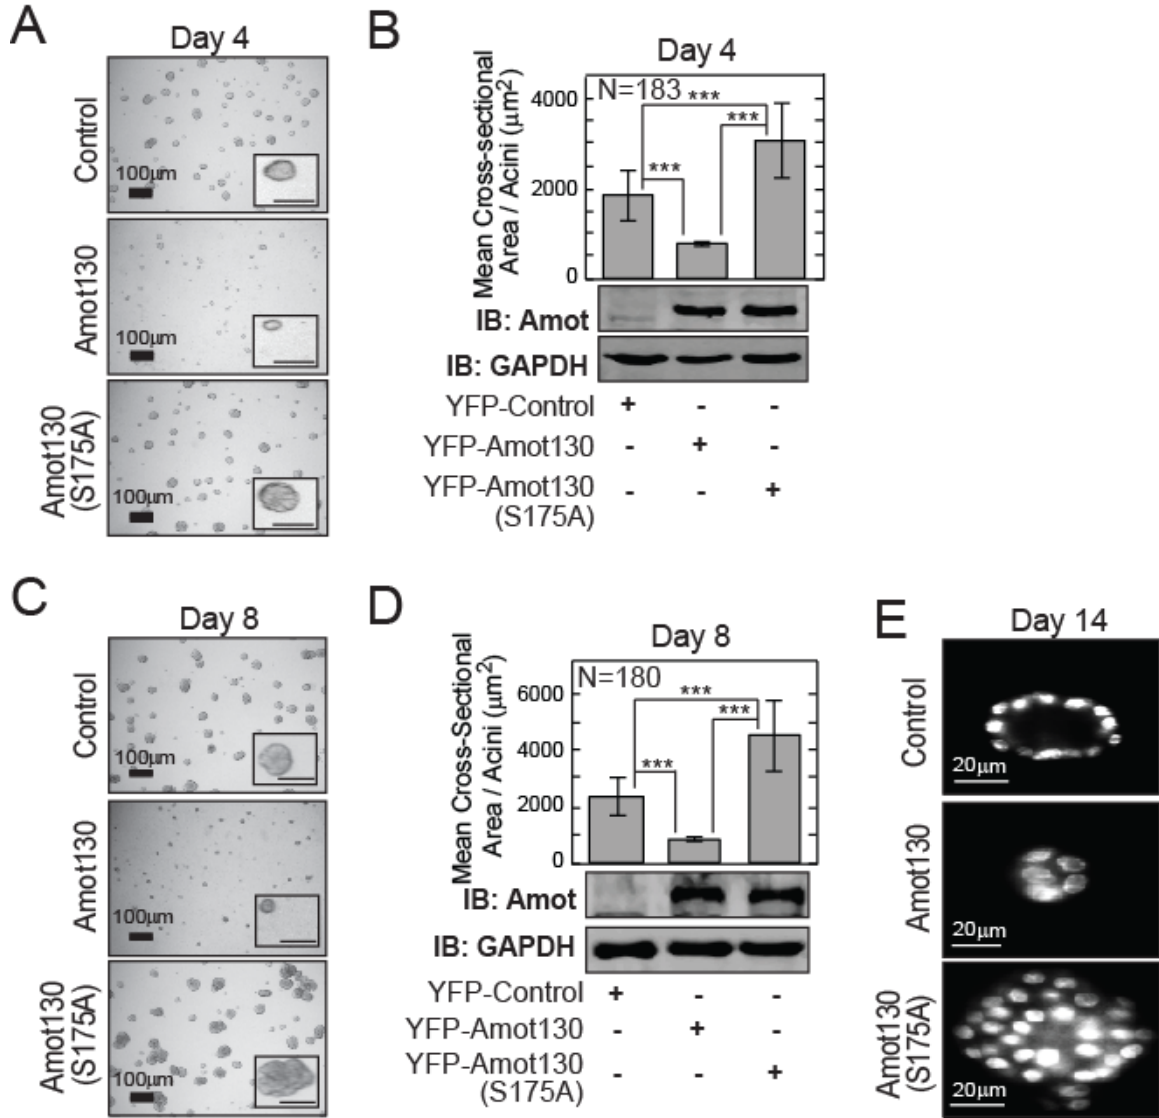 A
Day 4
Control
100μm
Amot130
100μm
Amot130
(S175A)
100μm
B
Day 4
Mean Cross-sectional
Area / Acini (μm²)
N=183
***
***
***
4000
2000
0
IB: Amot
IB: GAPDH
YFP-Control + - -
YFP-Amot130 - + -
YFP-Amot130 - - +
(S175A)
C
Day 8
Control
100μm
Amot130
100μm
Amot130
(S175A)
100μm
D
Day 8
Mean Cross-Sectional
Area / Acini (μm²)
N=180
***
***
***
6000
4000
2000
0
IB: Amot
IB: GAPDH
YFP-Control + - -
YFP-Amot130 - + -
YFP-Amot130 - - +
(S175A)
E
Day 14
Control
20μm
Amot130
20μm
Amot130
(S175A)
20μm